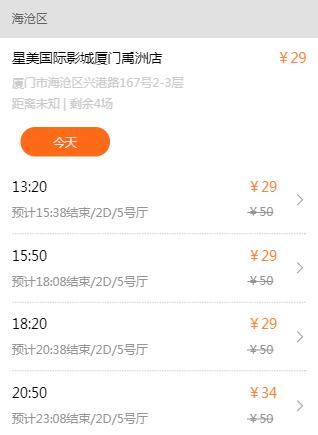 海沧区
星美国际影城厦门禹洲店 ￥29
厦门市海沧区兴港路167号2-3层
距离未知 | 剩余4场
今天
13:20 ￥29
预计15:38结束/2D/5号厅 ￥50
15:50 ￥29
预计18:08结束/2D/5号厅 ￥50
18:20 ￥29
预计20:38结束/2D/5号厅 ￥50
20:50 ￥34
预计23:08结束/2D/5号厅 ￥50